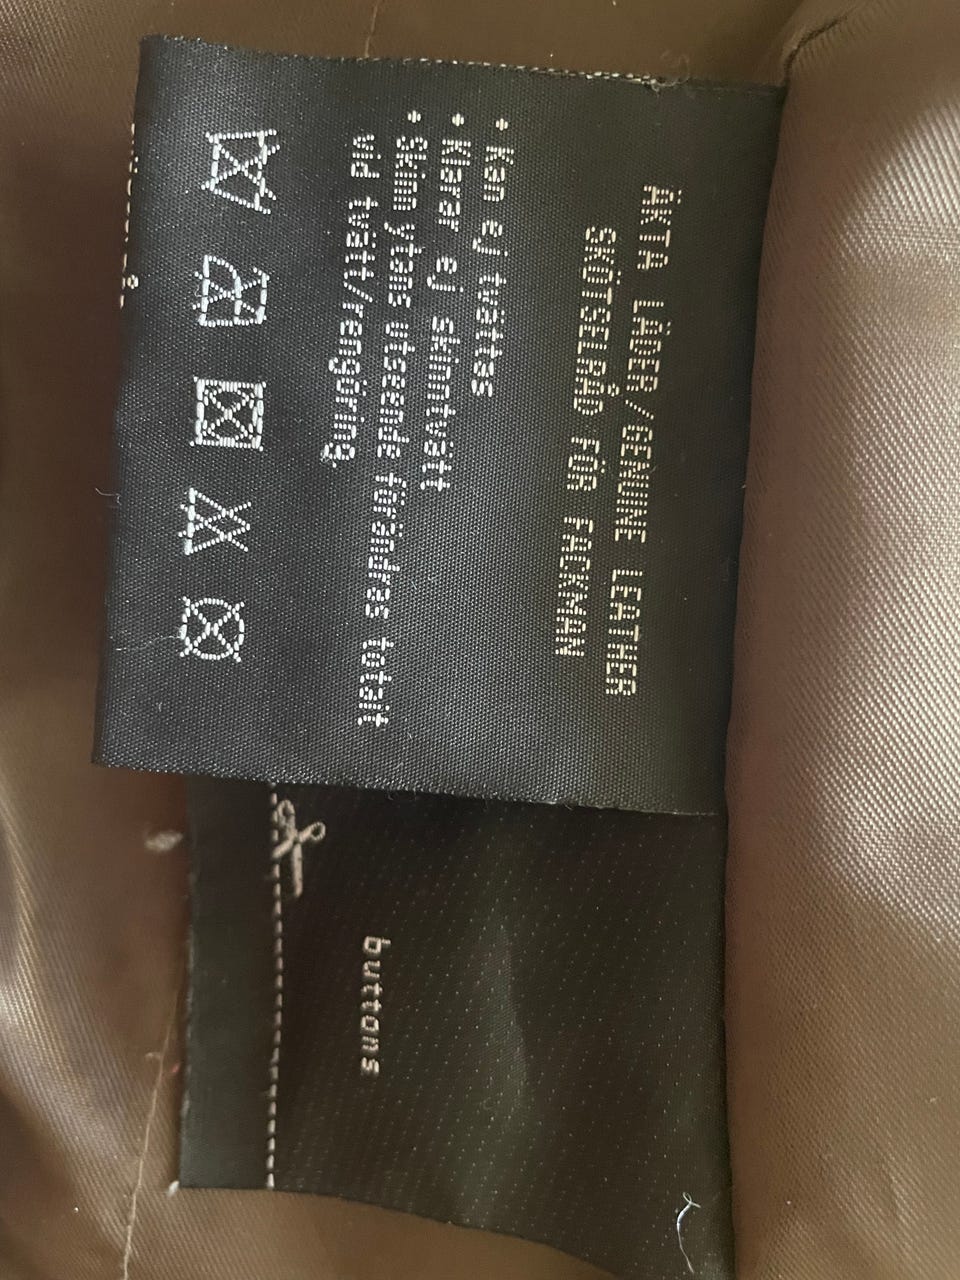 ÄKTA LÄDER/GENUINE LEATHER
SKÖTSELRÅD FÖR FACKMAN
• Kan ej tvättas
• Klarar ej skinntvätt
• Skinn ytans utseende förändras totalt
vid tvätt/rengöring
buttons